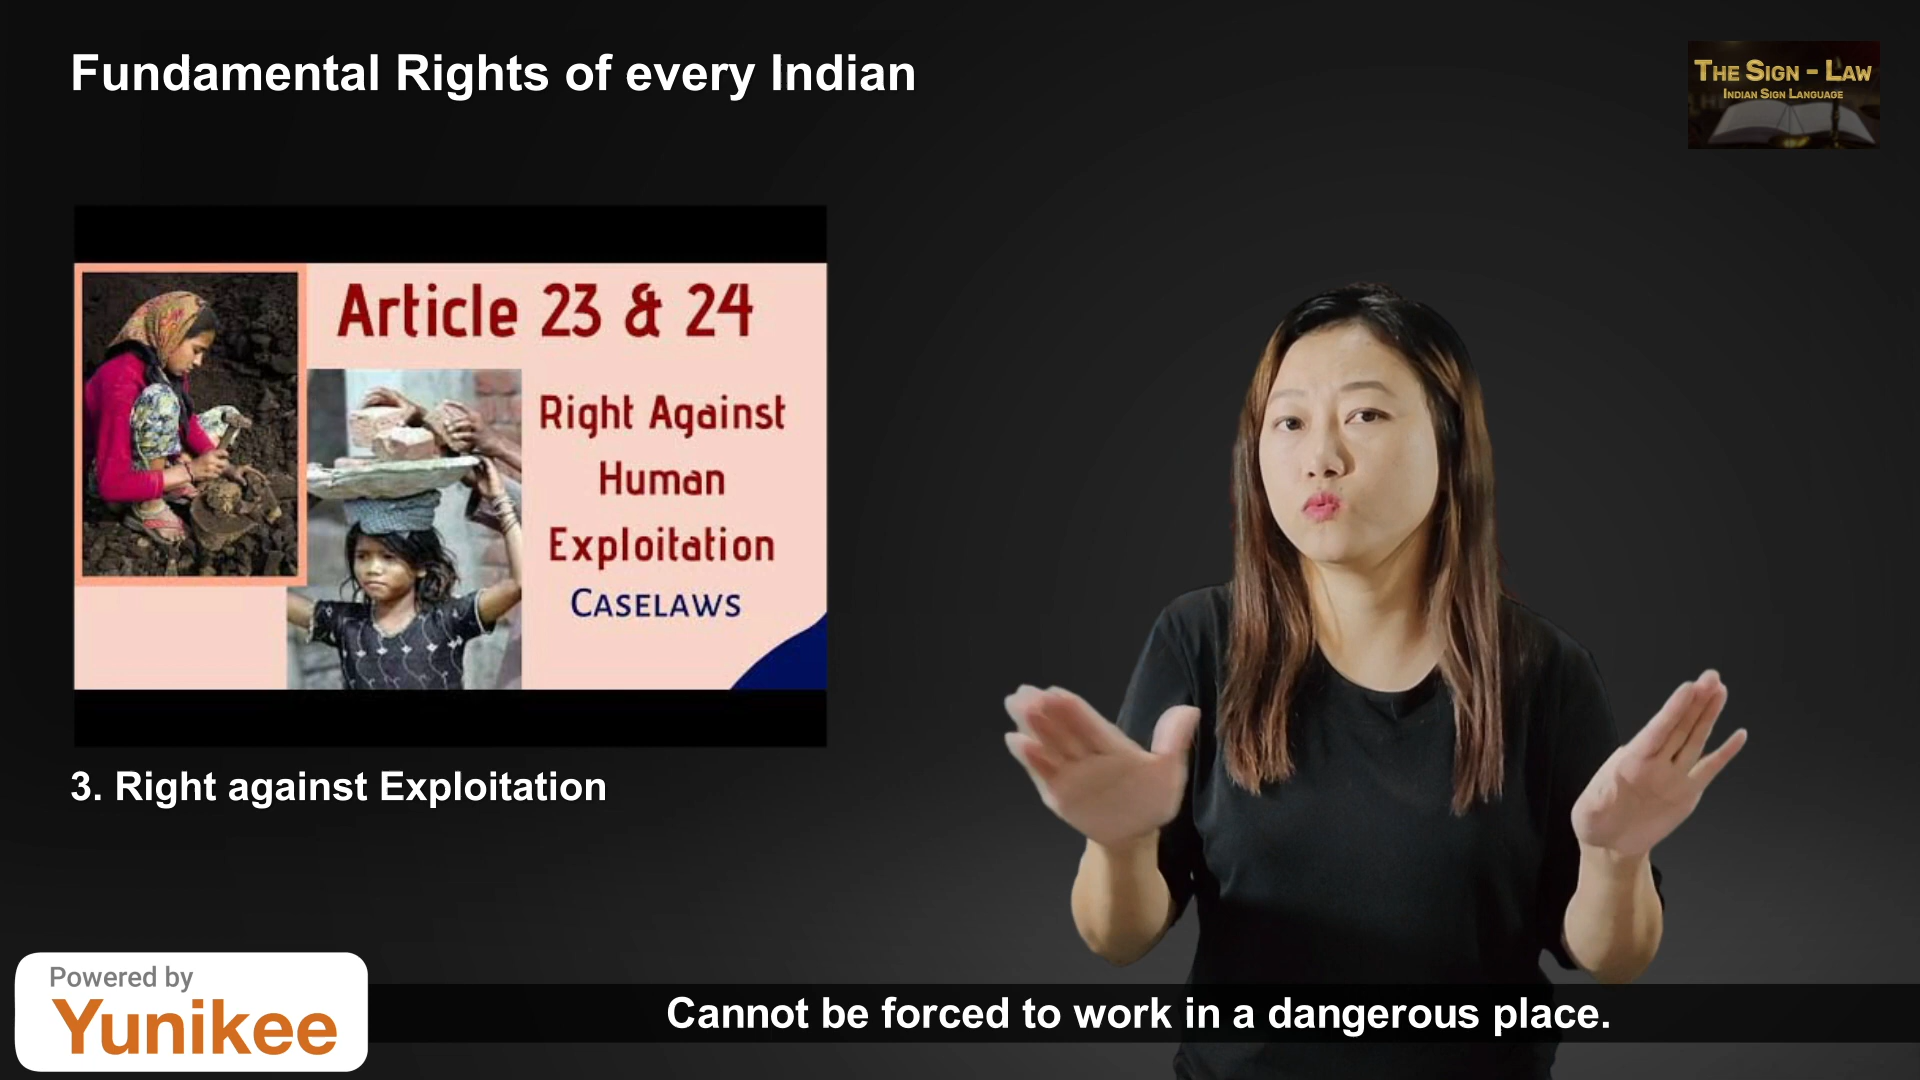 Fundamental Rights of every Indian
THE SIGN - LAW
INDIAN SIGN LANGUAGE
Article 23 & 24
Right Against
Human
Exploitation
CASELAWS
3. Right against Exploitation
Powered by
Yunikee
Cannot be forced to work in a dangerous place.